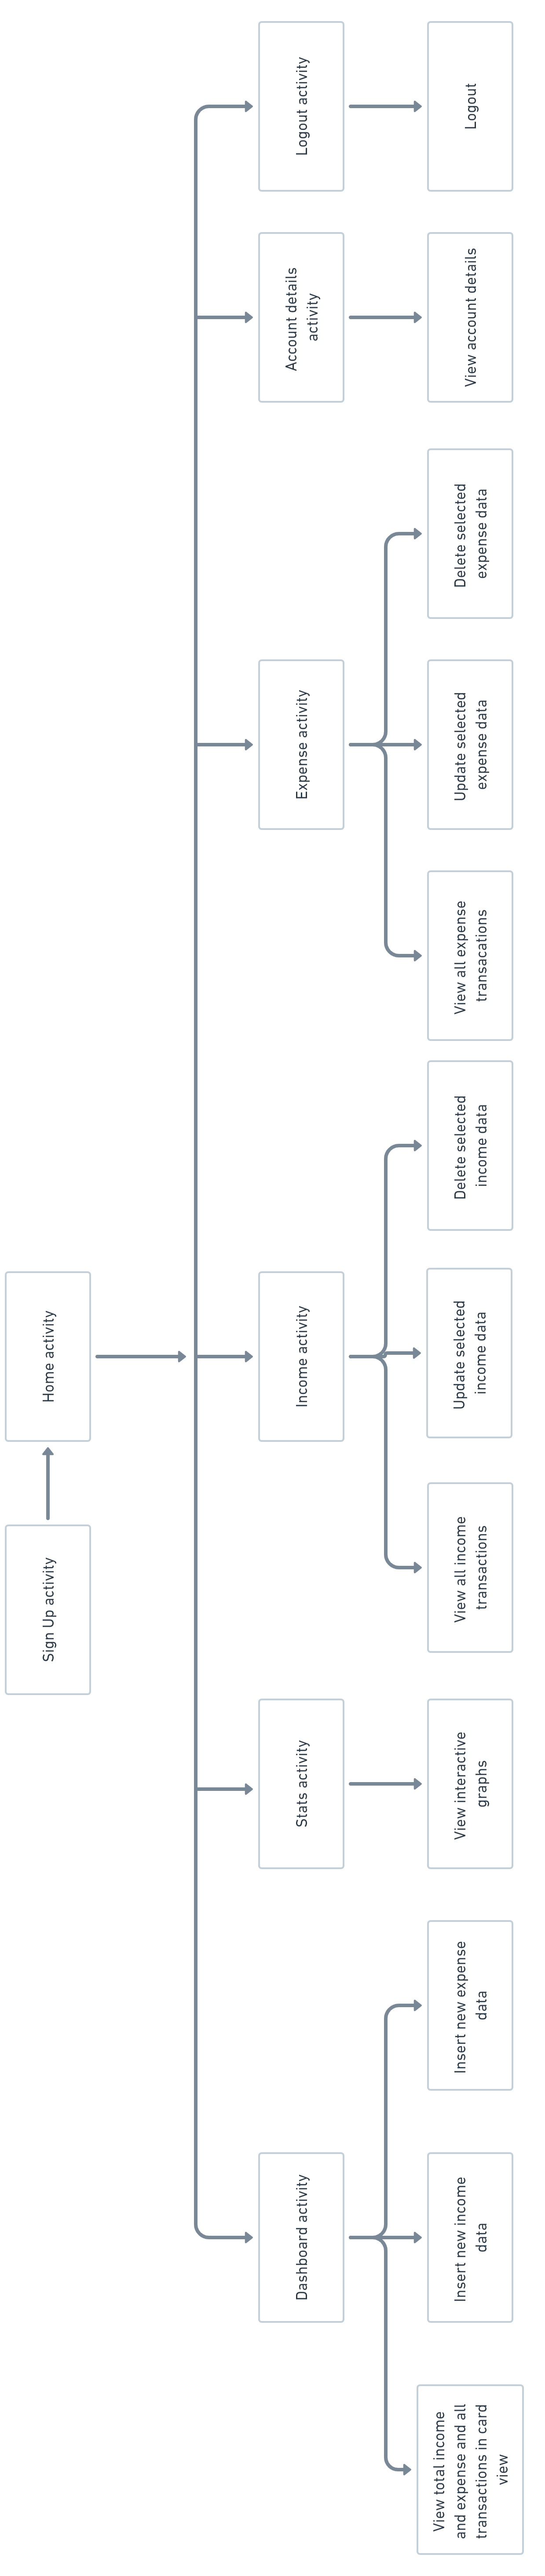 Sign Up activity
Home activity
Dashboard activity
Stats activity
Income activity
Expense activity
Account details
activity
Logout activity
View total income
and expense and all
transactions in card
view
Insert new income
data
Insert new expense
data
View interactive
graphs
View all income
transactions
Update selected
income data
Delete selected
income data
View all expense
transacations
Update selected
expense data
Delete selected
expense data
View account details
Logout